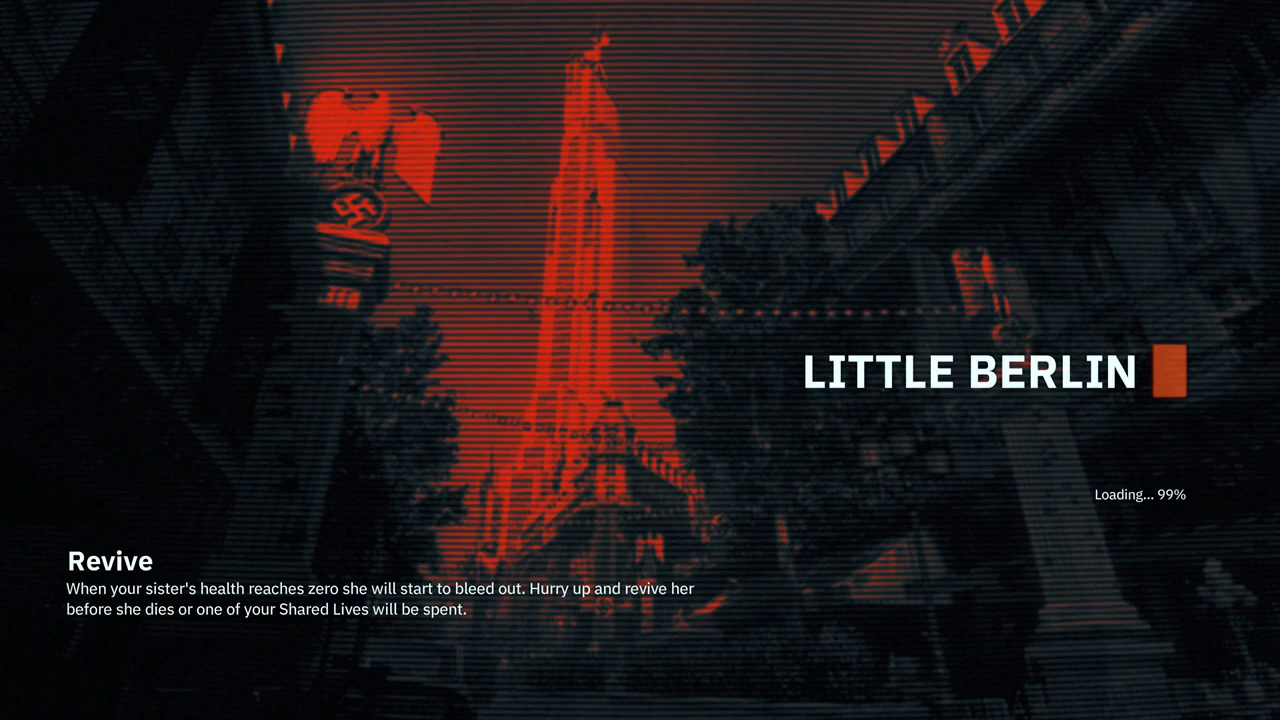 LITTLE BERLIN
Loading... 99%
Revive
When your sister's health reaches zero she will start to bleed out. Hurry up and revive her
before she dies or one of your Shared Lives will be spent.